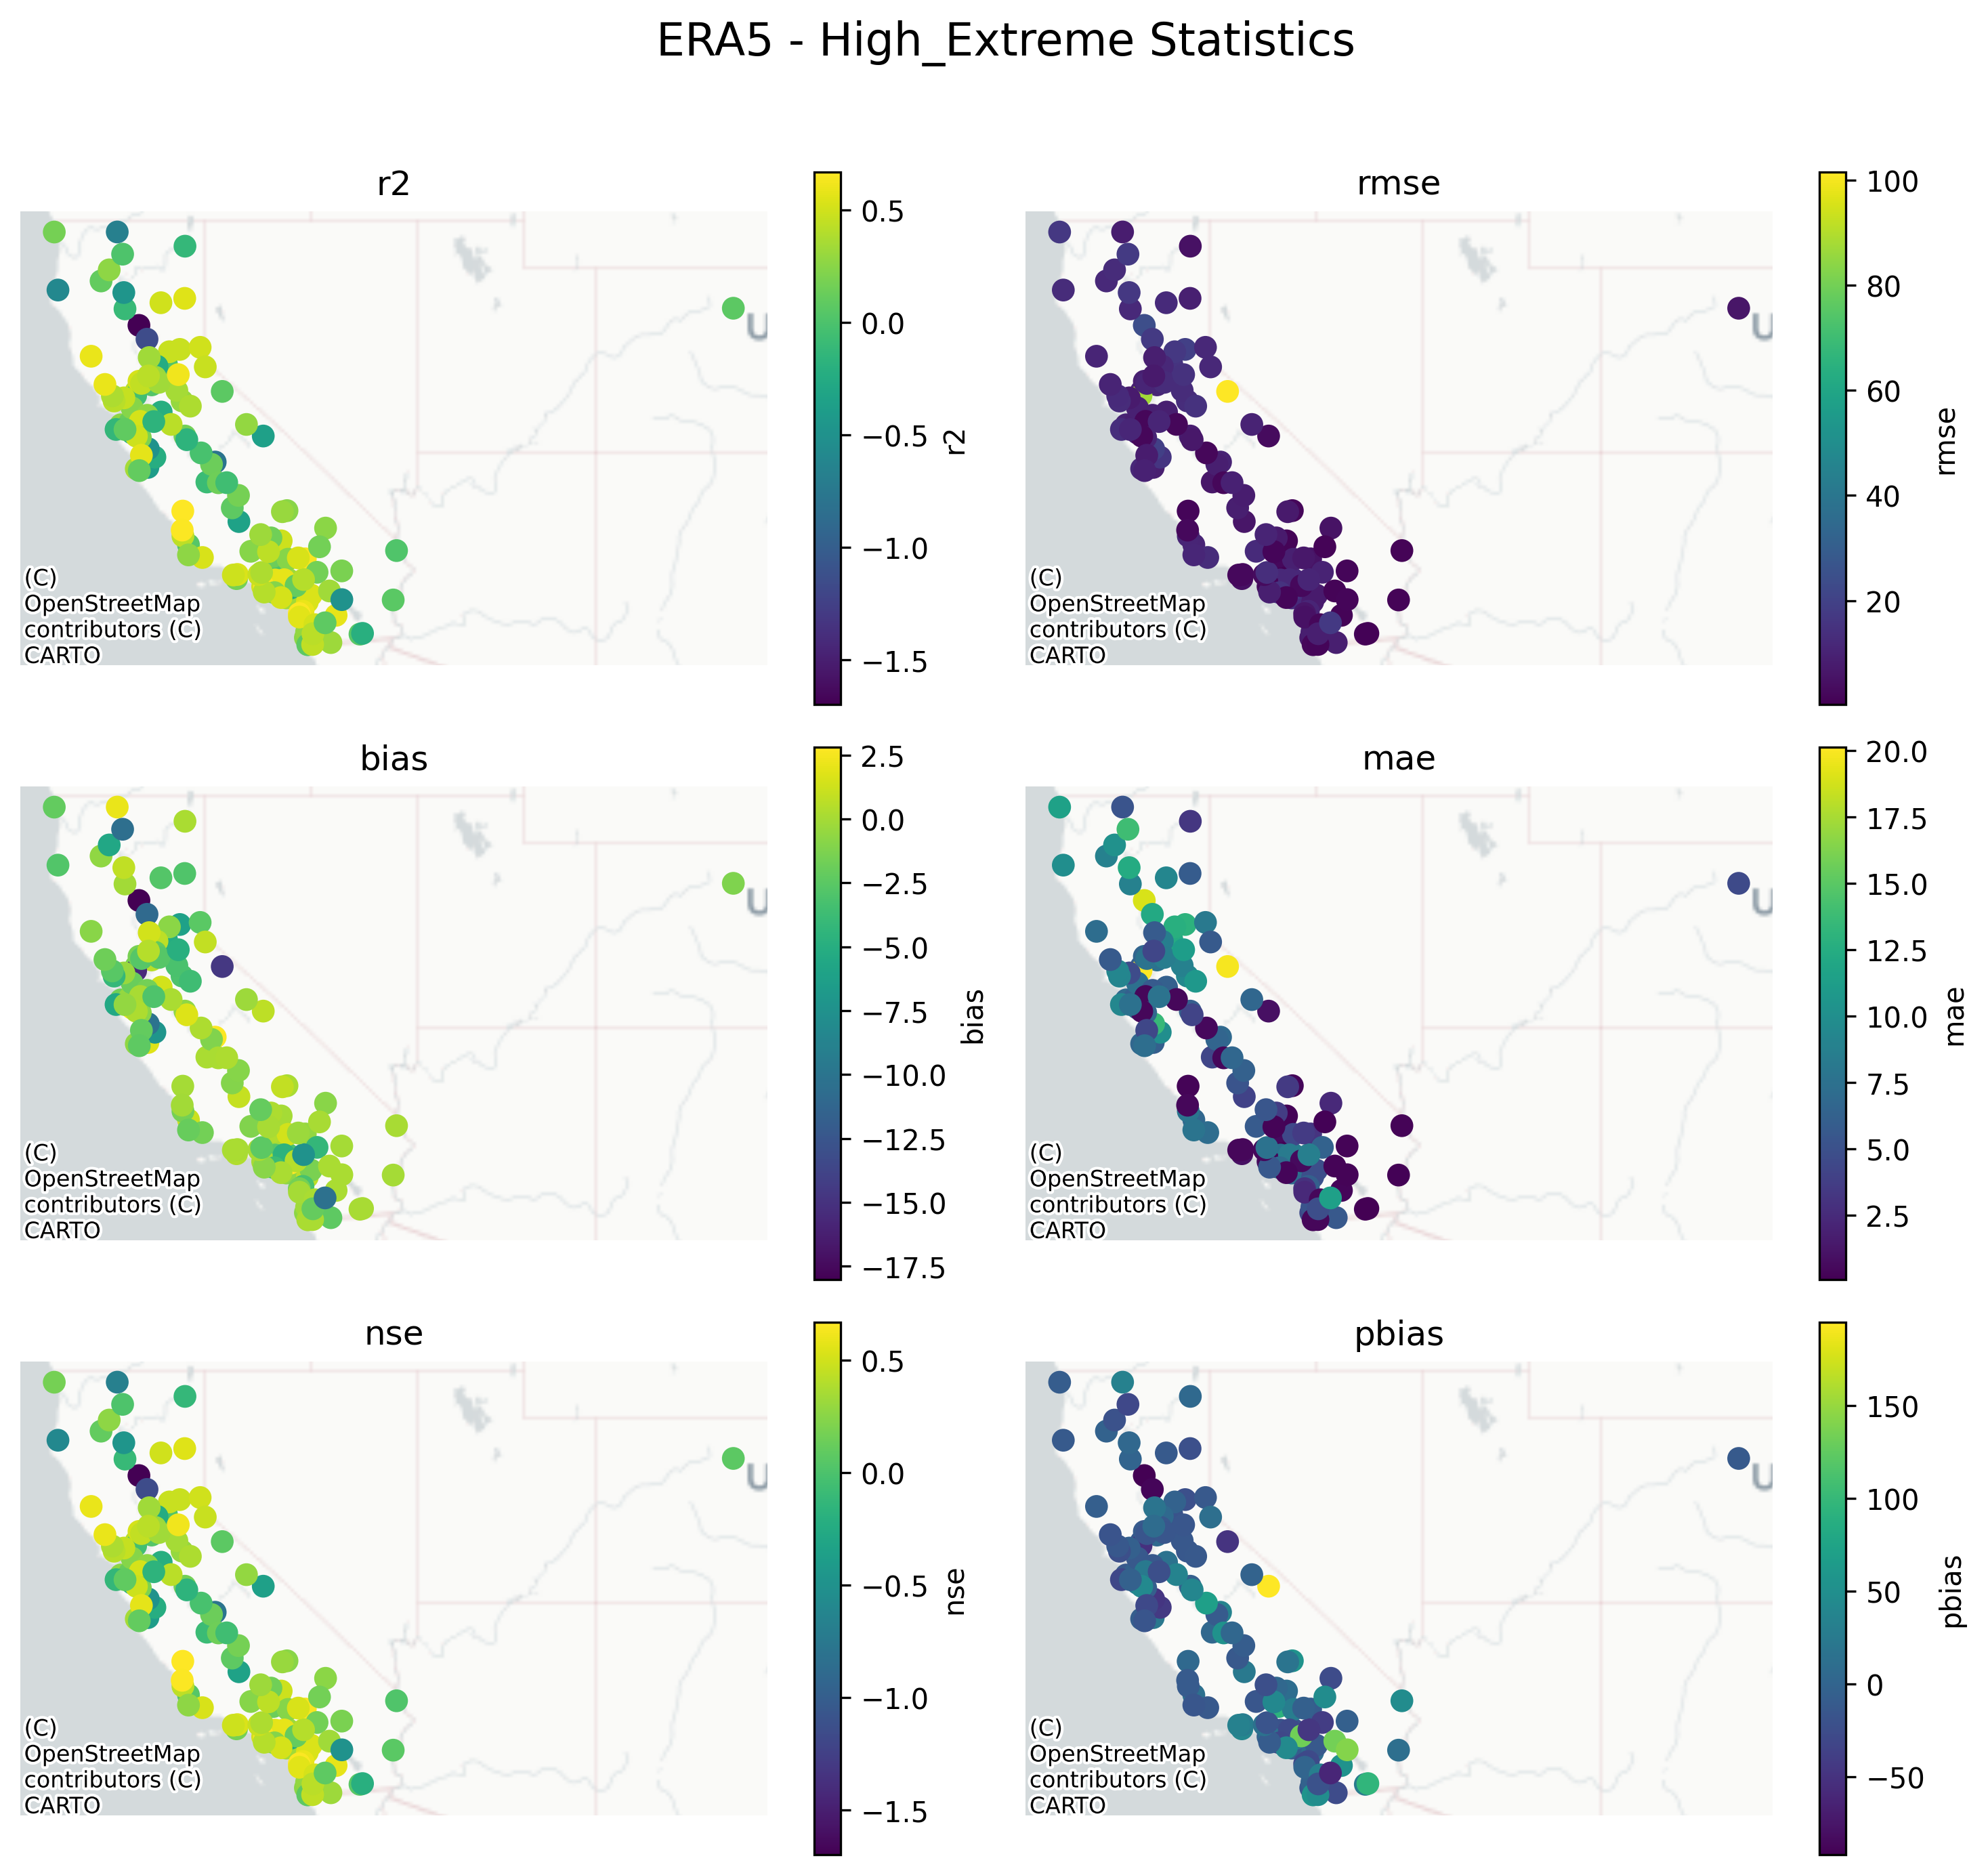 ERA5 - High_Extreme Statistics
r2
U
(C)
OpenStreetMap
contributors (C)
CARTO
0.5
0.0
−0.5
−1.0
−1.5
r2
rmse
U
(C)
OpenStreetMap
contributors (C)
CARTO
100
80
60
40
20
rmse
bias
U
(C)
OpenStreetMap
contributors (C)
CARTO
2.5
0.0
−2.5
−5.0
−7.5
−10.0
−12.5
−15.0
−17.5
bias
mae
U
(C)
OpenStreetMap
contributors (C)
CARTO
20.0
17.5
15.0
12.5
10.0
7.5
5.0
2.5
mae
nse
U
(C)
OpenStreetMap
contributors (C)
CARTO
0.5
0.0
−0.5
−1.0
−1.5
nse
pbias
U
(C)
OpenStreetMap
contributors (C)
CARTO
150
100
50
0
−50
pbias